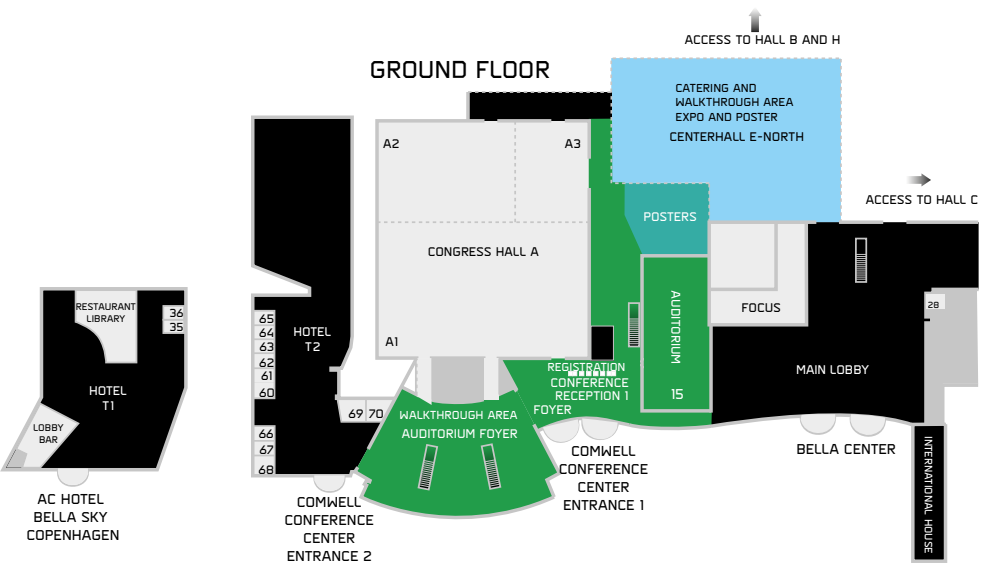 ACCESS TO HALL B AND H
GROUND FLOOR
CATERING AND
WALKTHROUGH AREA
EXPO AND POSTER
CENTERHALL E-NORTH
A2
A3
ACCESS TO HALL C
POSTERS
CONGRESS HALL A
RESTAURANT
LIBRARY
36
35
HOTEL
T1
LOBBY
BAR
AC HOTEL
BELLA SKY
COPENHAGEN
65
64
63
62
61
60
66
67
68
HOTEL
T2
69
70
A1
AUDITORIUM
15
FOCUS
28
MAIN LOBBY
REGISTRATION
CONFERENCE
RECEPTION 1
FOYER
WALKTHROUGH AREA
AUDITORIUM FOYER
COMWELL
CONFERENCE
CENTER
ENTRANCE 1
COMWELL
CONFERENCE
CENTER
ENTRANCE 2
BELLA CENTER
INTERNATIONAL HOUSE